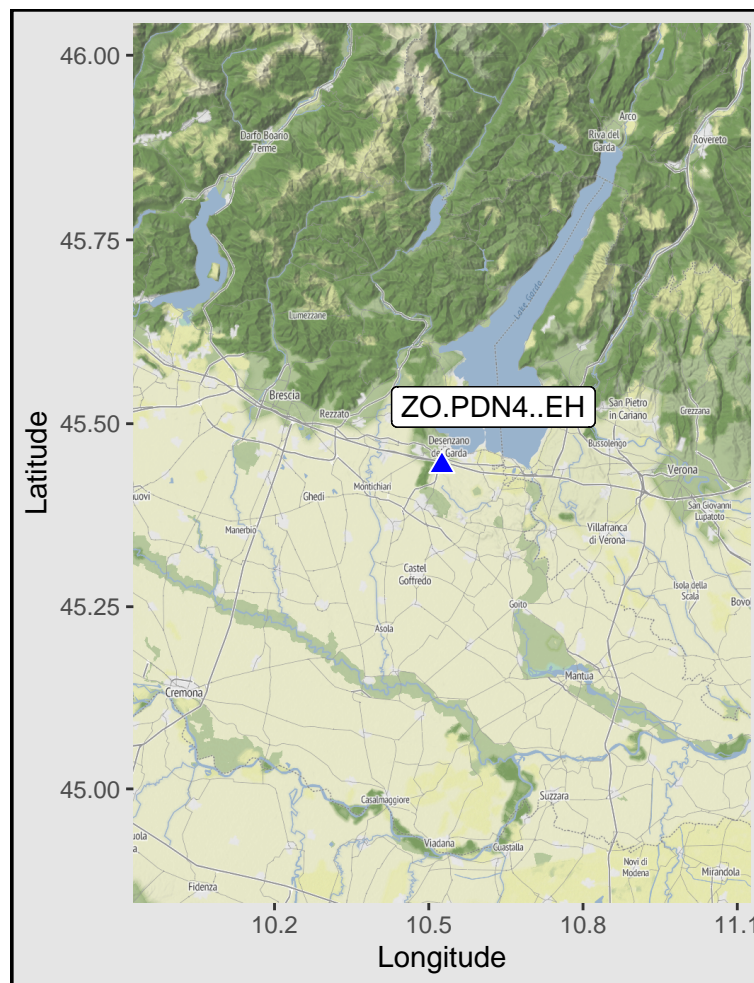 46.00
45.75
45.50
45.25
45.00
Latitude
10.2
10.5
10.8
11.1
Longitude
Arco
Riva del
Garda
Rovereto
Darfo Boario
Terme
Lake Garda
Lumezzane
Brescia
Rezzato
ZO.PDN4..EH
San Pietro
in Cariano
Grezzana
Bussolengo
Desenzano
del Garda
Verona
Montichiari
Ghedi
San Giovanni
Lupatoto
Manerbio
Villafranca
di Verona
Castel
Goffredo
Isola della
Scala
Bovo
Goito
Asola
Mantua
Cremona
Casalmaggiore
Suzzara
Viadana
Guastalla
Novi di
Modena
Mirandola
Fidenza